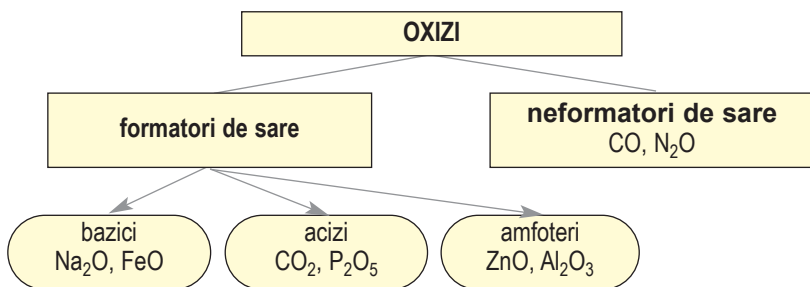 OXIZI
formatori de sare
neformatori de sare
CO, N₂O
bazici
Na₂O, FeO
acizi
CO₂, P₂O₅
amfoteri
ZnO, Al₂O₃